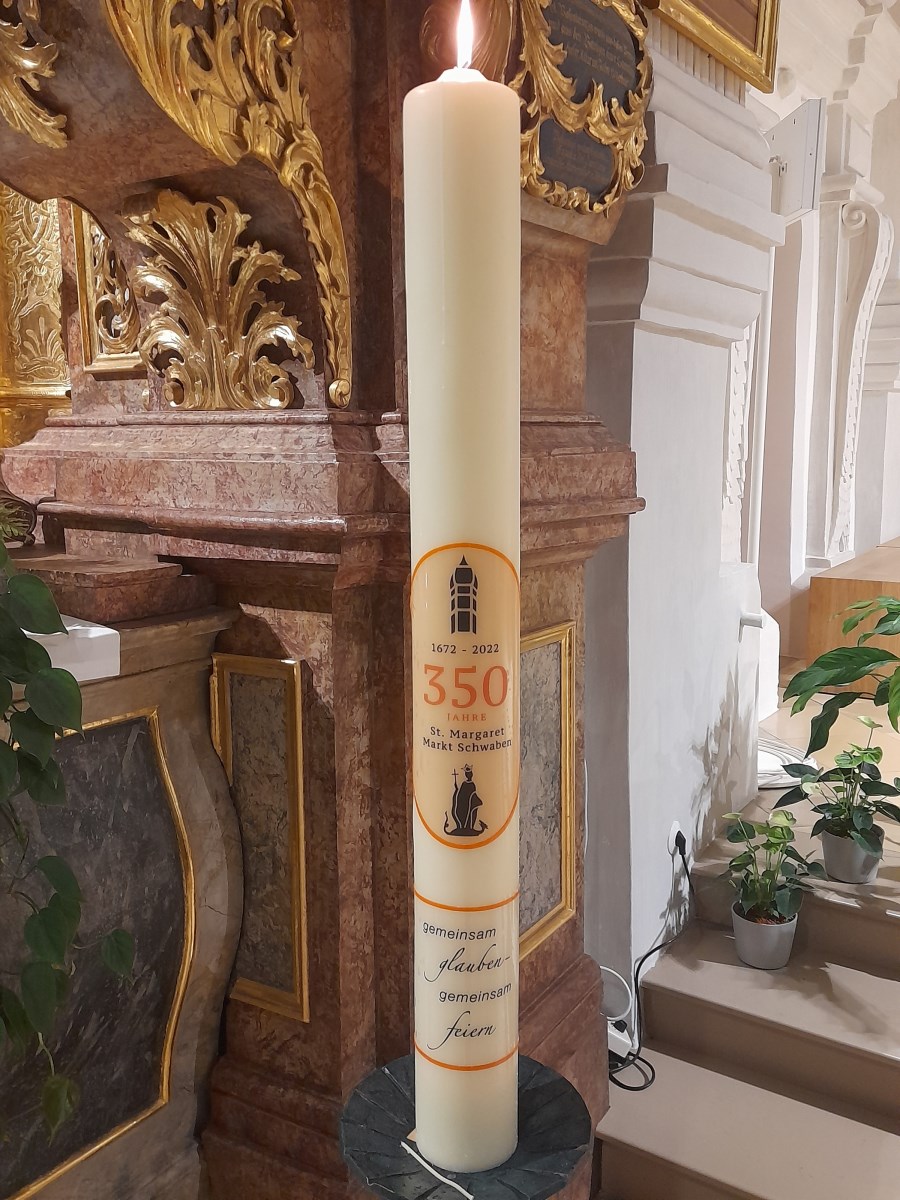 1672 - 2022
350
JAHRE
St. Margaret
Markt Schwaben
gemeinsam
glauben-
gemeinsam
feiern